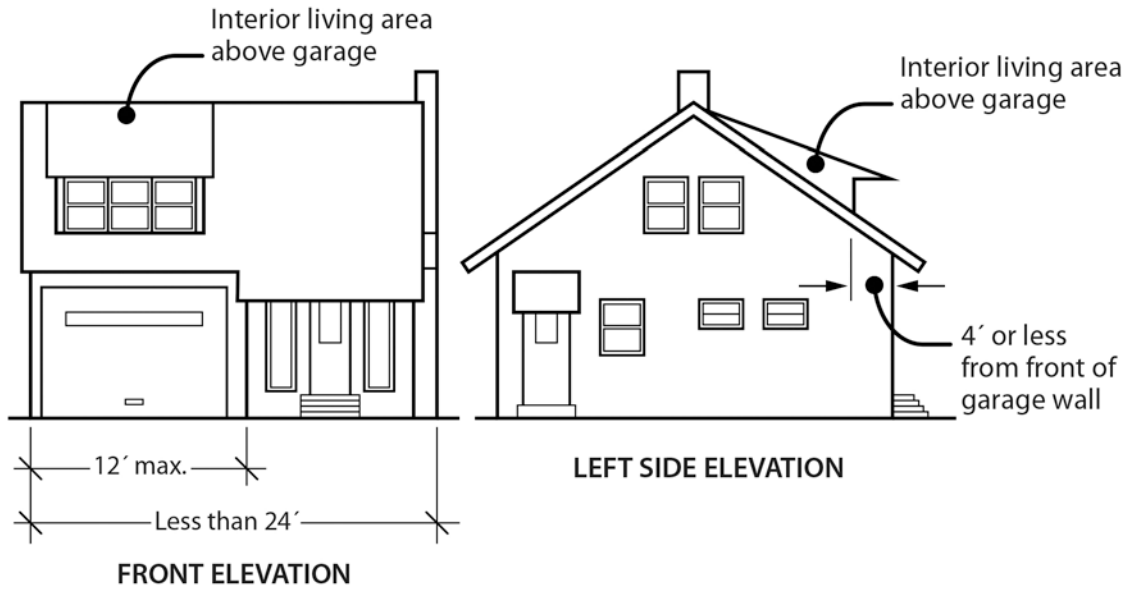 Interior living area
above garage
Interior living area
above garage
4´ or less
from front of
garage wall
12´ max.
LEFT SIDE ELEVATION
Less than 24´
FRONT ELEVATION